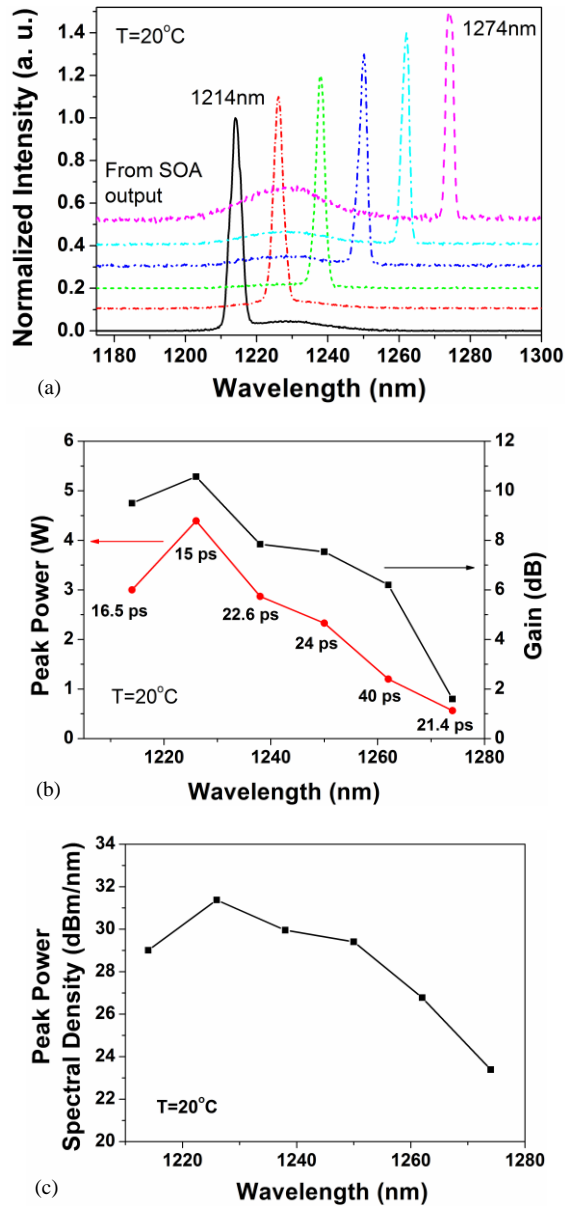 T=20°C
1214nm
1274nm
From SOA
output
Normalized Intensity (a. u.)
1.4
1.2
1.0
0.8
0.6
0.4
0.2
0.0
1180 1200 1220 1240 1260 1280 1300
Wavelength (nm)
(a)
Peak Power (W)
6
5
4
3
2
1
0
16.5 ps
15 ps
22.6 ps
24 ps
40 ps
21.4 ps
T=20°C
12
10
8
6
4
2
0
Gain (dB)
1220 1240 1260 1280
Wavelength (nm)
(b)
Peak Power
Spectral Density (dBm/nm)
34
32
30
28
26
24
22
20
T=20°C
1220 1240 1260 1280
Wavelength (nm)
(c)